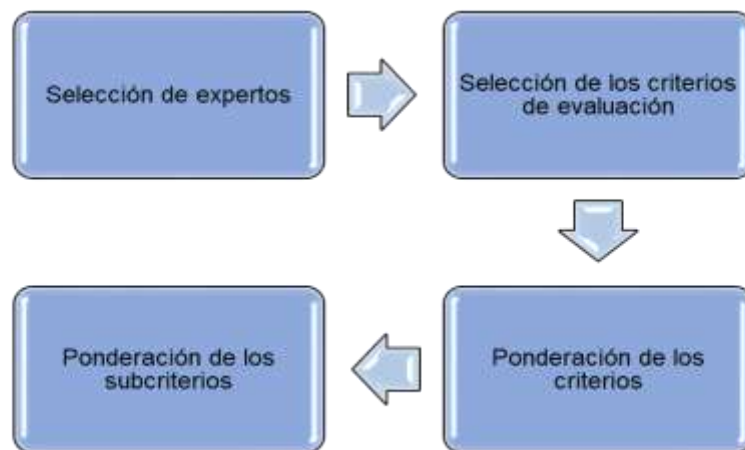 Selección de expertos
Selección de los criterios
de evaluación
Ponderación de los
subcriterios
Ponderación de los
criterios